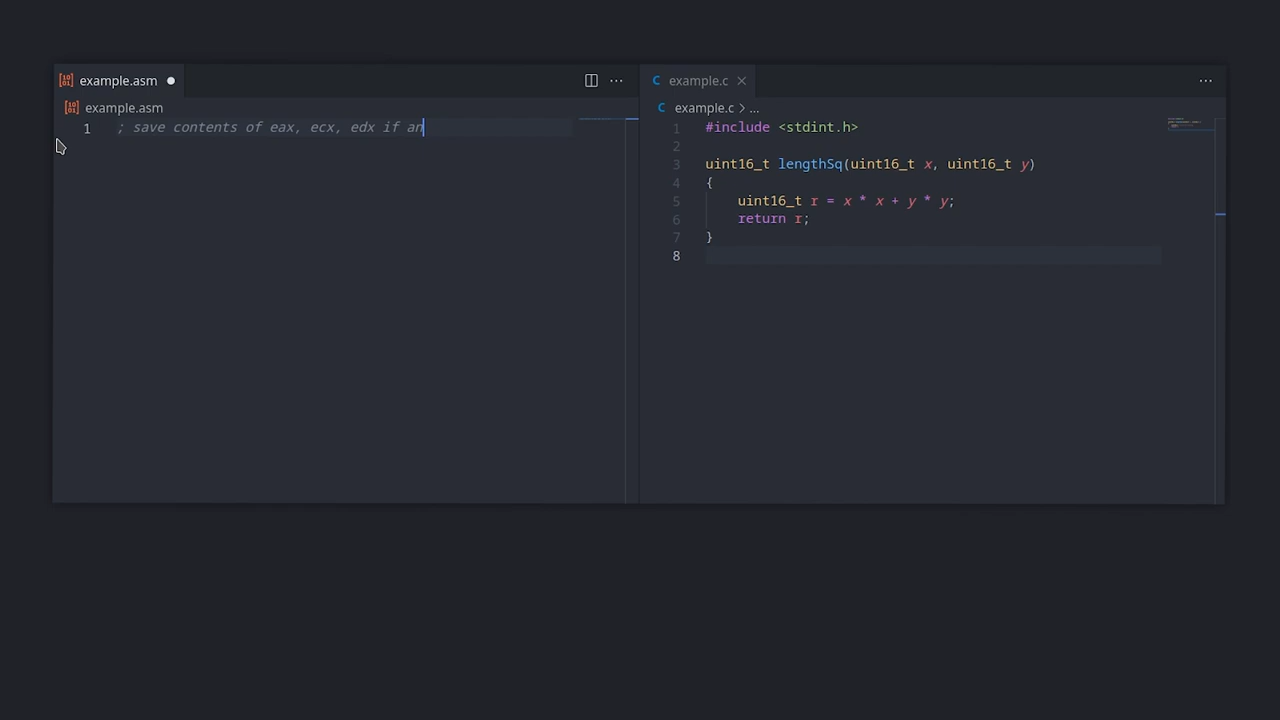 example.asm
example.asm
1 ; save contents of eax, ecx, edx if an
example.c
example.c > ...
1 #include <stdint.h>
2
3 uint16_t lengthSq(uint16_t x, uint16_t y)
4 {
5 uint16_t r = x * x + y * y;
6 return r;
7 }
8